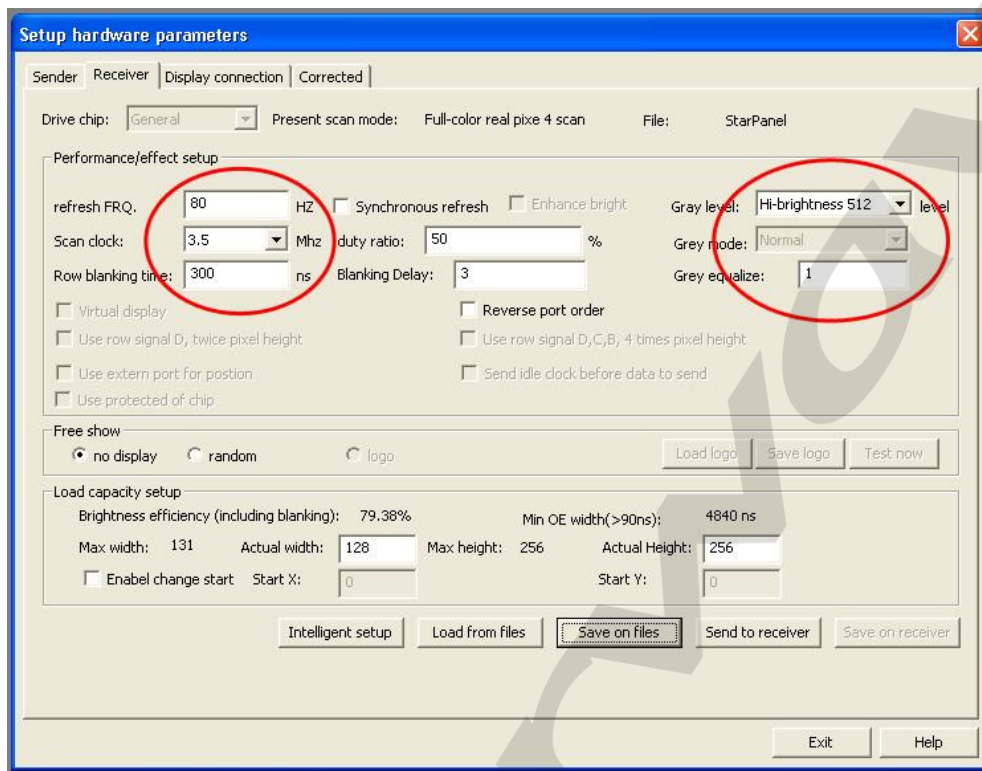 Setup hardware parameters
Sender Receiver Display connection Corrected
Drive chip: General Present scan mode: Full-color real pixe 4 scan File: StarPanel
Performance/effect setup
refresh FRQ. 80 HZ Synchronous refresh Enhance bright Gray level: Hi-brightness 512 level
Scan clock: 3.5 Mhz duty ratio: 50 % Grey mode: Normal
Row blanking time: 300 ns Blanking Delay: 3 Grey equalize: 1
Virtual display Reverse port order
Use row signal D, twice pixel height Use row signal D,C,B, 4 times pixel height
Use extern port for postion Send idle clock before data to send
Use protected of chip
Free show
no display random logo Load logo Save logo Test now
Load capacity setup
Brightness efficiency (including blanking): 79.38% Min OE width(>90ns): 4840 ns
Max width: 131 Actual width: 128 Max height: 256 Actual Height: 256
Enabel change start Start X: 0 Start Y: 0
Intelligent setup Load from files Save on files Send to receiver Save on receiver
Exit Help